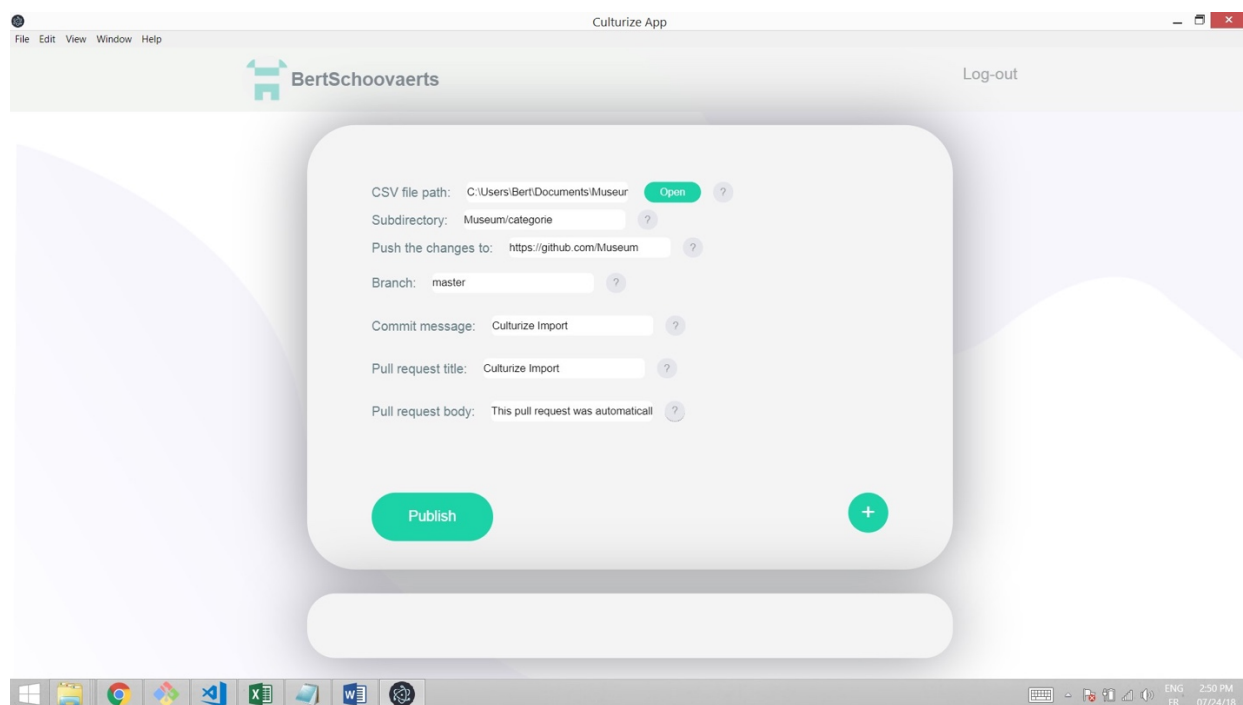 Culturize App
File Edit View Window Help
BertSchoovaerts
Log-out
CSV file path: C:\Users\Bert\Documents\Museur Open ?
Subdirectory: Museum/categorie ?
Push the changes to: https://github.com/Museum ?
Branch: master ?
Commit message: Culturize Import ?
Pull request title: Culturize Import ?
Pull request body: This pull request was automaticall ?
Publish +
ENG 2:50 PM
FR 07/24/18